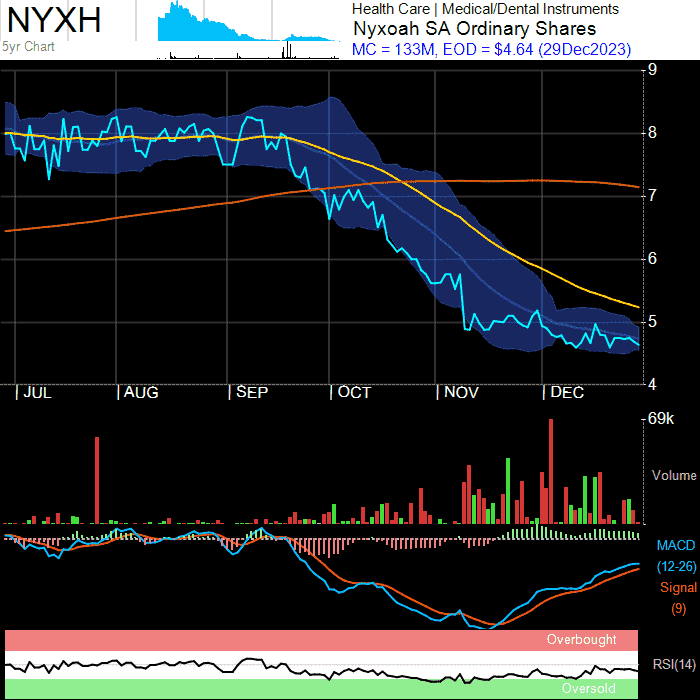 NYXH
5yr Chart
Health Care | Medical/Dental Instruments
Nyxoah SA Ordinary Shares
MC = 133M, EOD = $4.64 (29Dec2023)
9
8
7
6
5
4
| JUL | AUG | SEP | OCT | NOV | DEC
69k
Volume
MACD
(12-26)
Signal
(9)
Overbought
RSI(14)
Oversold